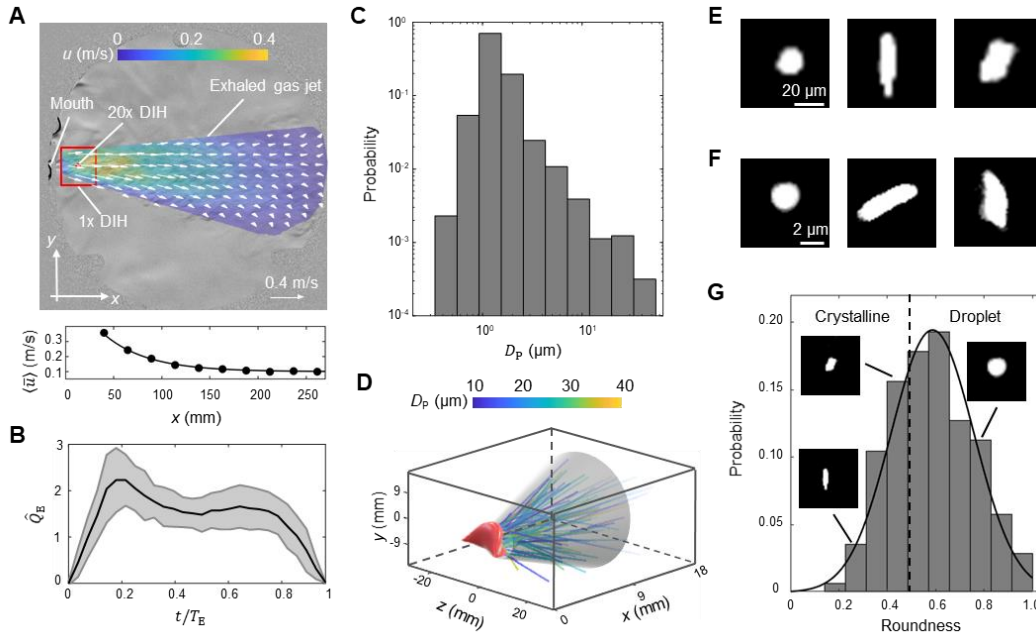 A
0 0.2 0.4
u (m/s)
Mouth
20x DIH
Exhaled gas jet
1x DIH
y
x
0.4 m/s
⟨ū⟩ (m/s)
0.3
0.2
0.1
0 50 100 150 200 250
x (mm)
B
Q̂E
3
2
1
0
0 0.2 0.4 0.6 0.8 1
t/TE
C
Probability
10⁰
10⁻¹
10⁻²
10⁻³
10⁻⁴
10⁰ 10¹
DP (μm)
D
10 20 30 40
DP (μm)
y (mm)
9
0
-9
-20 0 20
z (mm)
0 9 18
x (mm)
E
20 μm
F
2 μm
G
Crystalline Droplet
Probability
0.20
0.15
0.10
0.05
0
0 0.2 0.4 0.6 0.8 1.0
Roundness